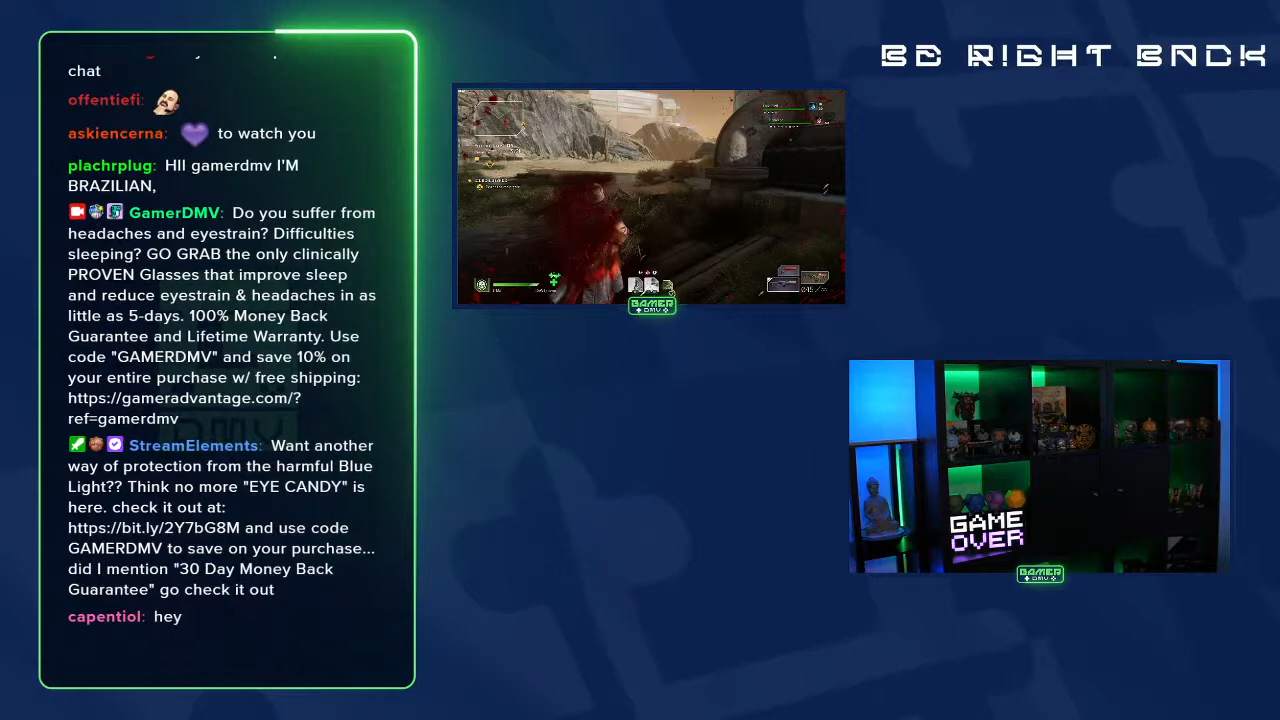 BE RIGHT BACK
chat
offentiefi:
askiencerna: to watch you
plachrplug: HII gamerdmv I'M
BRAZILIAN,
GamerDMV: Do you suffer from
headaches and eyestrain? Difficulties
sleeping? GO GRAB the only clinically
PROVEN Glasses that improve sleep
and reduce eyestrain & headaches in as
little as 5-days. 100% Money Back
Guarantee and Lifetime Warranty. Use
code "GAMERDMV" and save 10% on
your entire purchase w/ free shipping:
https://gameradvantage.com/?
ref=gamerdmv
StreamElements: Want another
way of protection from the harmful Blue
Light?? Think no more "EYE CANDY" is
here. check it out at:
https://bit.ly/2Y7bG8M and use code
GAMERDMV to save on your purchase...
did I mention "30 Day Money Back
Guarantee" go check it out
capentiol: hey
GAMER
DMV
GAME
OVER
GAMER
DMV